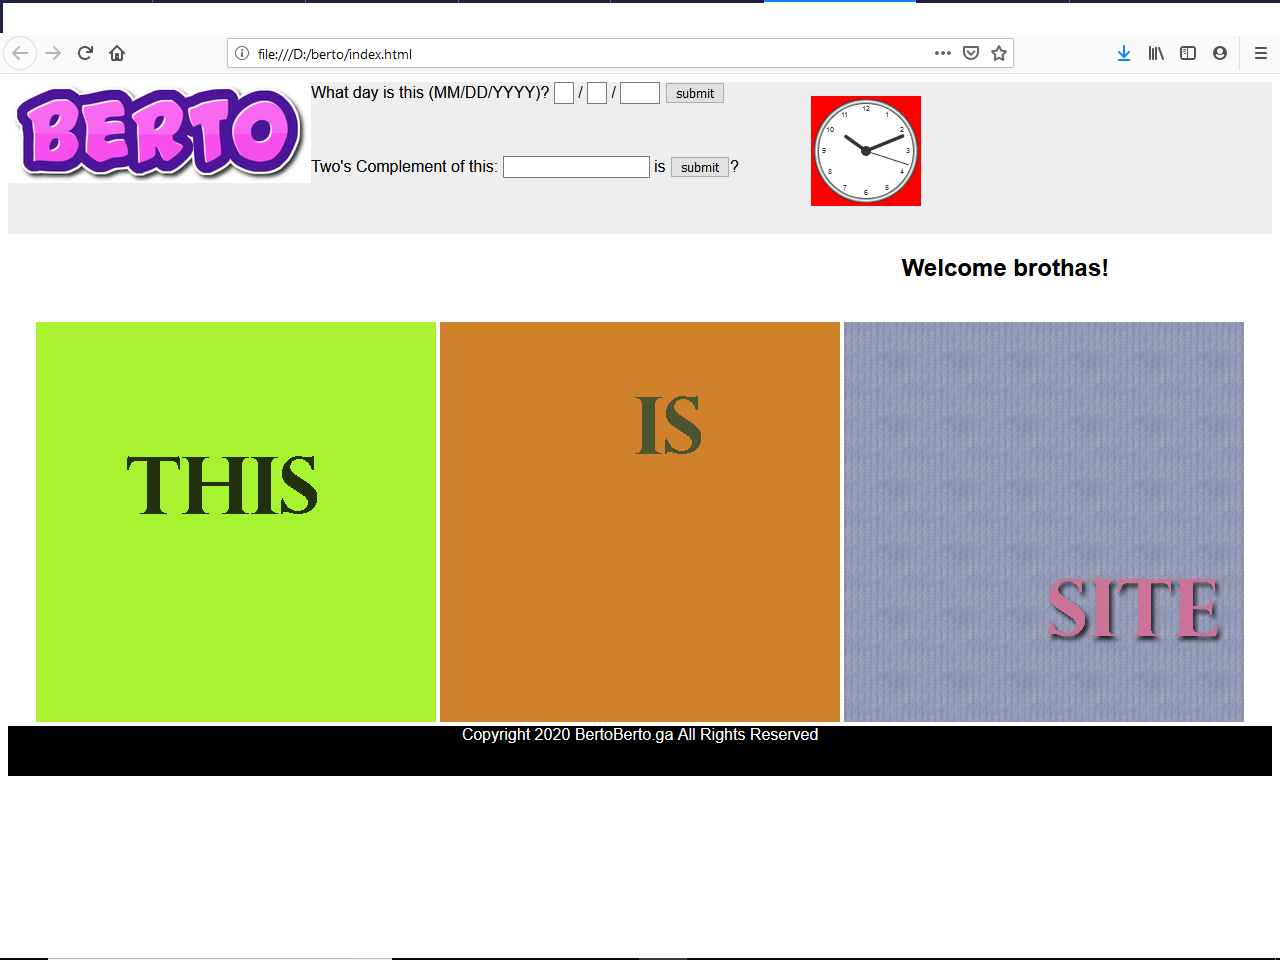 file:///D:/berto/index.html
BERTO
What day is this (MM/DD/YYYY)? / / submit
Two's Complement of this: is submit ?
12
1
2
3
4
5
6
7
8
9
10
11
Welcome brothas!
THIS
IS
SITE
Copyright 2020 BertoBerto.ga All Rights Reserved